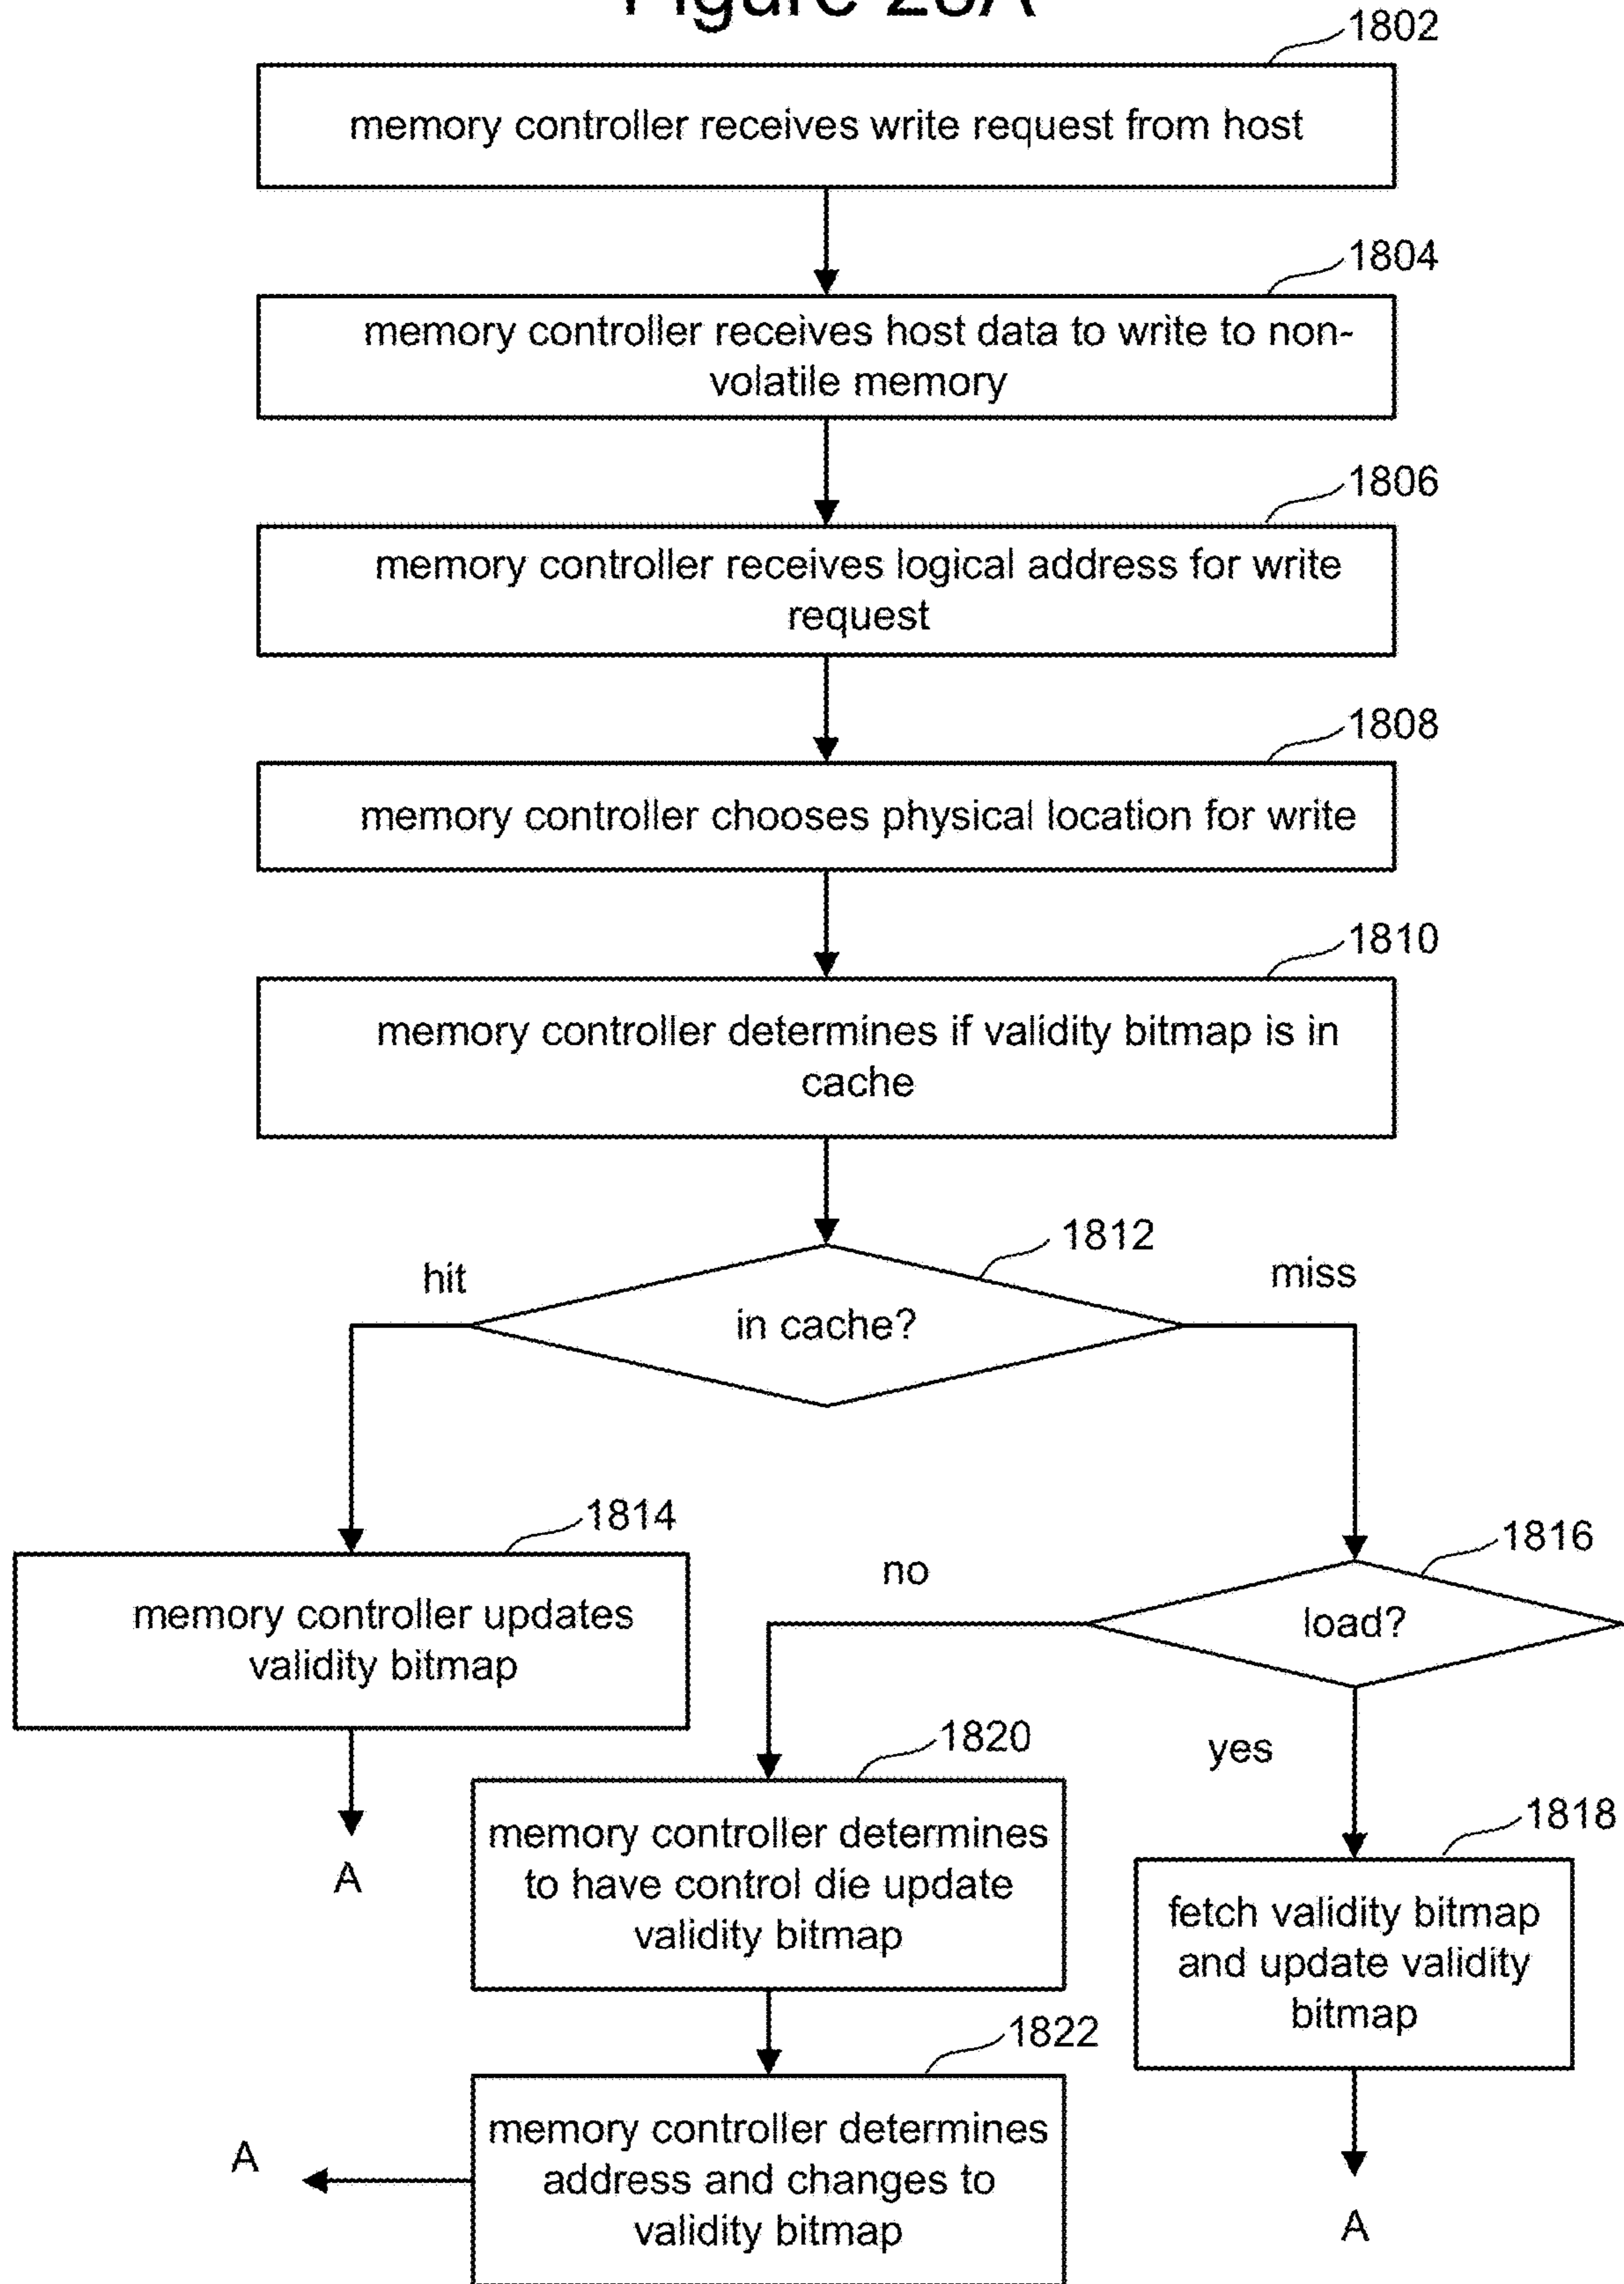 1802
memory controller receives write request from host
1804
memory controller receives host data to write to non-
volatile memory
1806
memory controller receives logical address for write
request
1808
memory controller chooses physical location for write
1810
memory controller determines if validity bitmap is in
cache
1812
hit
miss
in cache?
1814
1816
no
memory controller updates
validity bitmap
load?
1820
yes
1818
A
memory controller determines
to have control die update
validity bitmap
fetch validity bitmap
and update validity
bitmap
1822
A
memory controller determines
address and changes to
validity bitmap
A